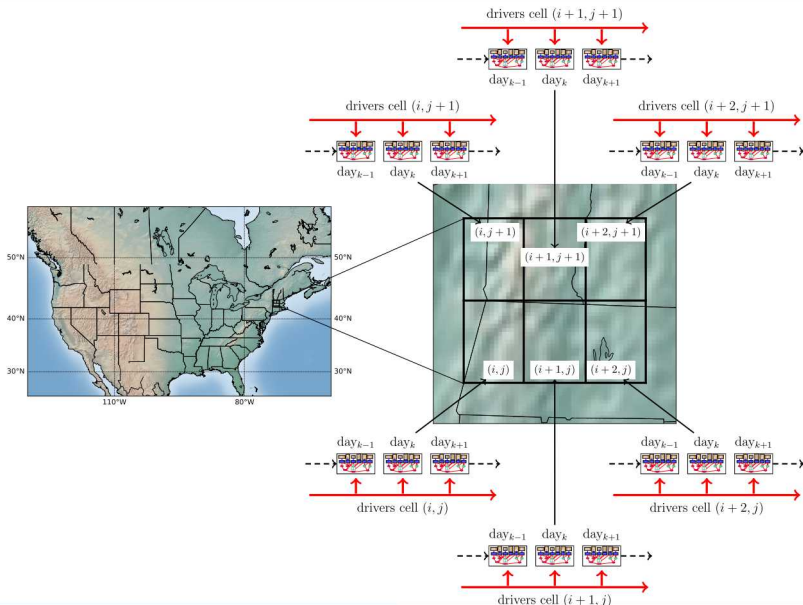 drivers cell (i + 1, j + 1)
day_{k−1} day_k day_{k+1}
drivers cell (i, j + 1)
drivers cell (i + 2, j + 1)
day_{k−1} day_k day_{k+1}
day_{k−1} day_k day_{k+1}
50°N
50°N
40°N
40°N
30°N
30°N
110°W
80°W
(i, j+1)
(i+2, j+1)
(i+1, j+1)
(i, j)
(i+1, j)
(i+2, j)
day_{k−1} day_k day_{k+1}
day_{k−1} day_k day_{k+1}
drivers cell (i, j)
drivers cell (i + 2, j)
day_{k−1} day_k day_{k+1}
drivers cell (i + 1, j)